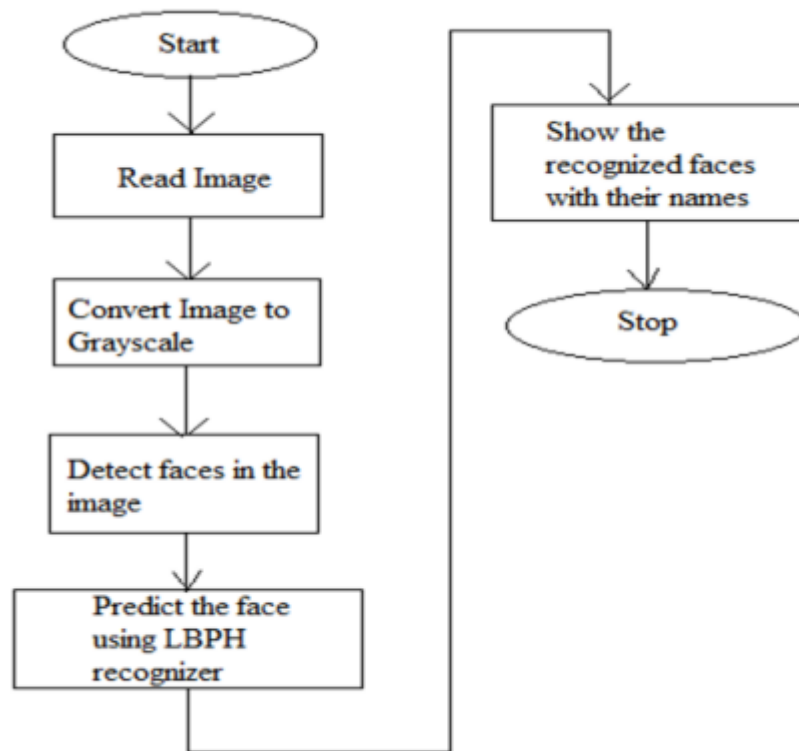 Start
Read Image
Convert Image to
Grayscale
Detect faces in the
image
Predict the face
using LBPH
recognizer
Show the
recognized faces
with their names
Stop